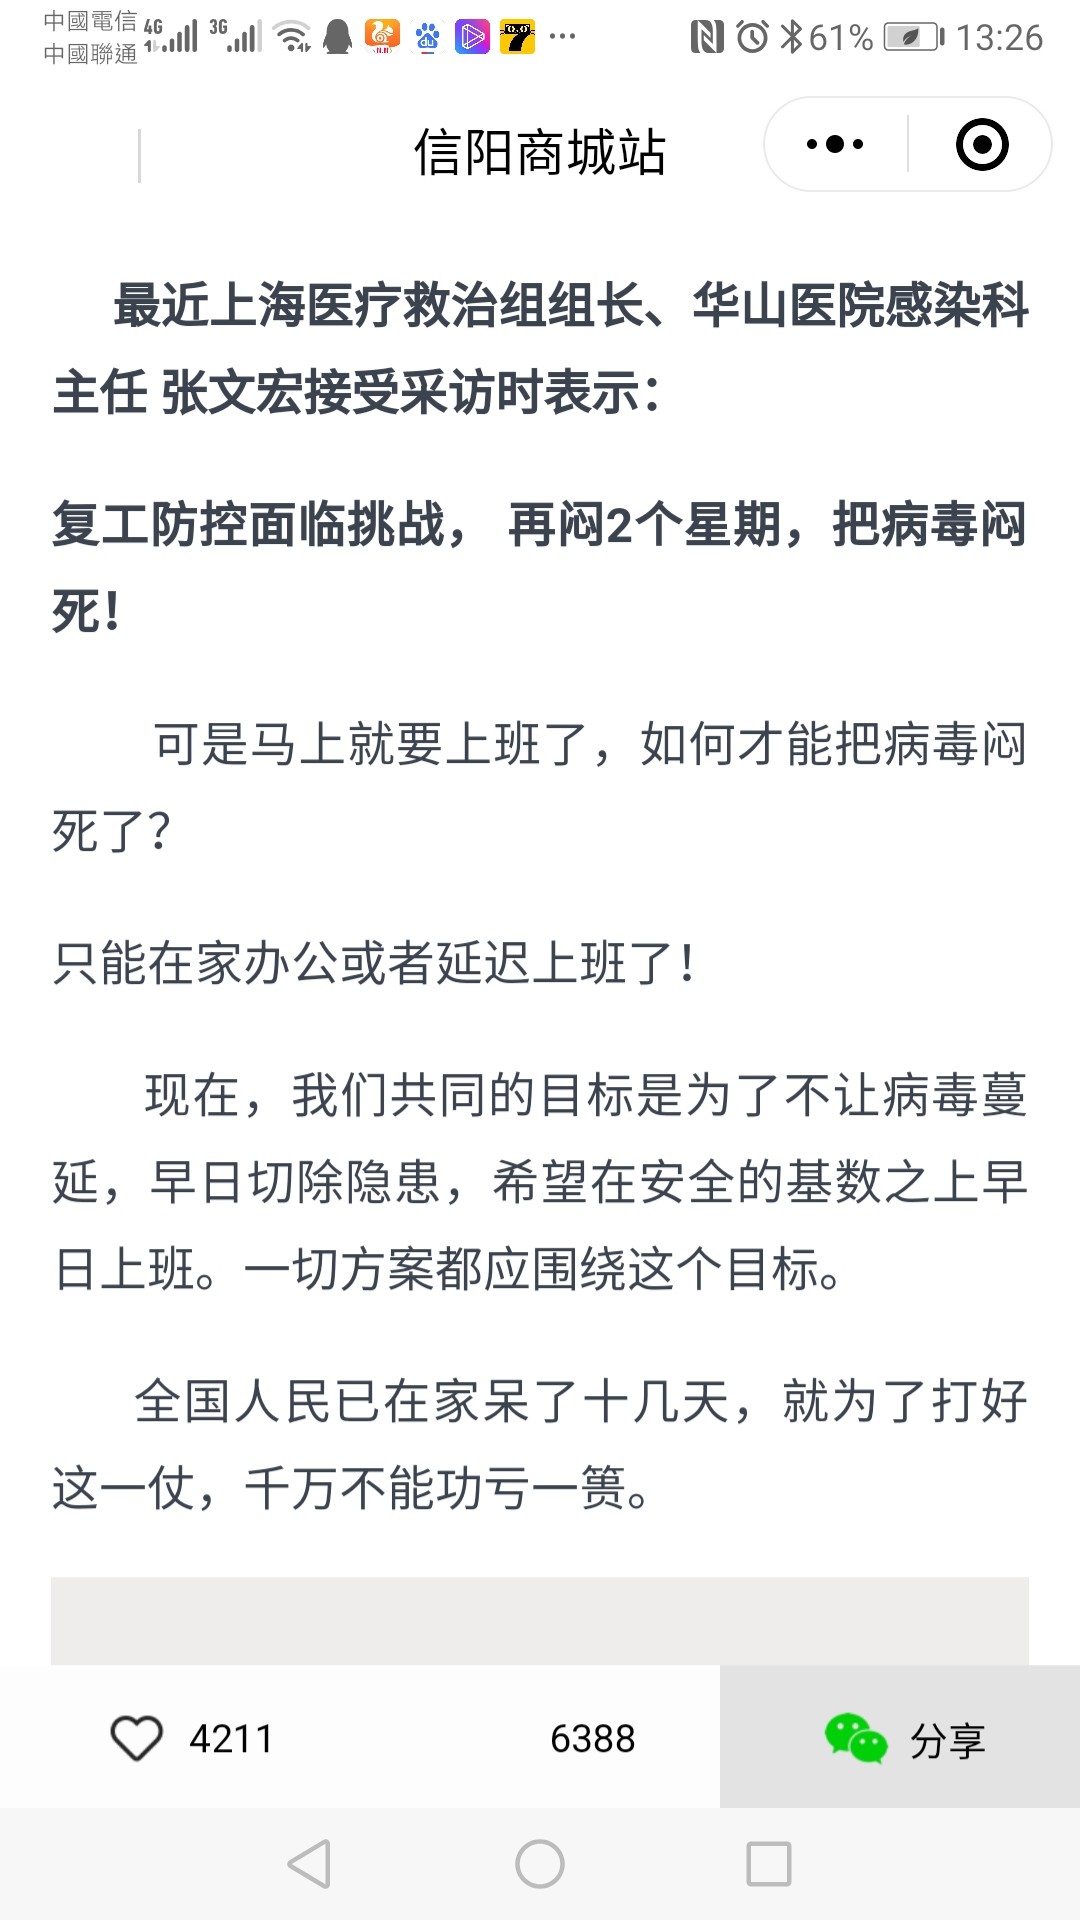 中國電信
中國聯通
4G
3G
61%
13:26
信阳商城站
最近上海医疗救治组组长、华山医院感染科
主任 张文宏接受采访时表示：
复工防控面临挑战， 再闷2个星期，把病毒闷
死！
可是马上就要上班了，如何才能把病毒闷
死了？
只能在家办公或者延迟上班了！
现在，我们共同的目标是为了不让病毒蔓
延，早日切除隐患，希望在安全的基数之上早
日上班。一切方案都应围绕这个目标。
全国人民已在家呆了十几天，就为了打好
这一仗，千万不能功亏一篑。
4211
6388
分享